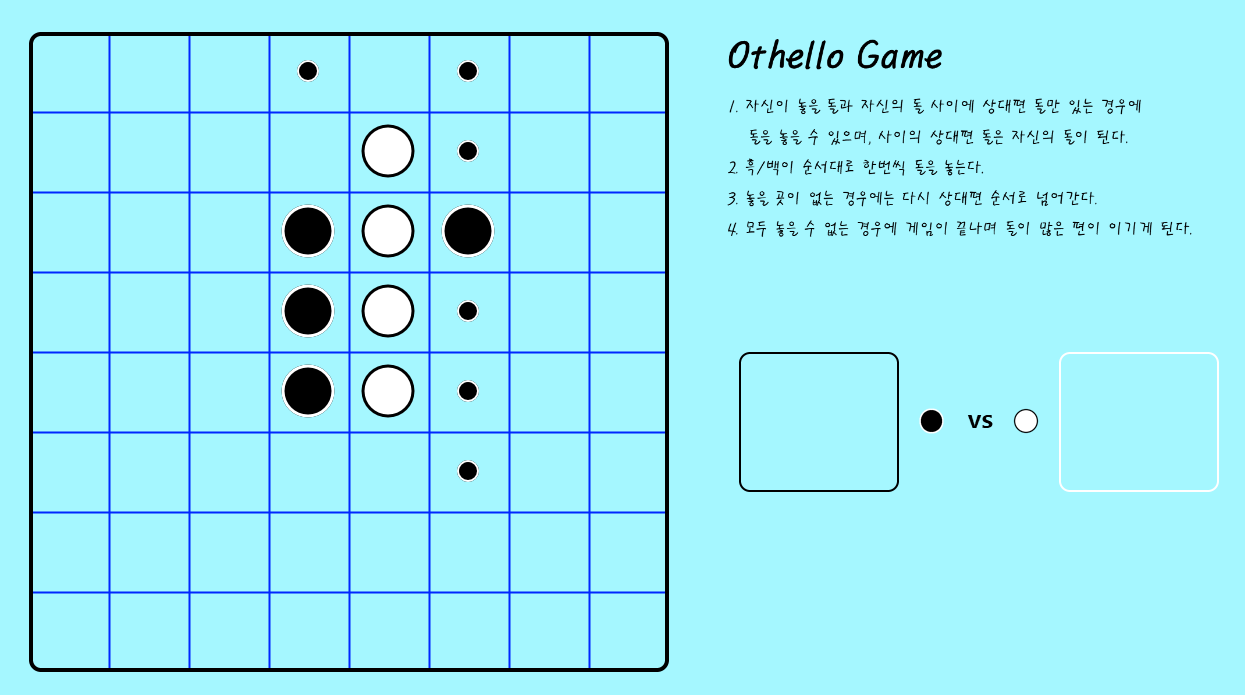 Othello Game
1. 자신이 놓을 돌과 자신의 돌 사이에 상대편 돌만 있는 경우에
돌을 놓을 수 있으며, 사이의 상대편 돌은 자신의 돌이 된다.
2. 흑/백이 순서대로 한번씩 돌을 놓는다.
3. 놓을 곳이 없는 경우에는 다시 상대편 순서로 넘어간다.
4. 모두 놓을 수 없는 경우에 게임이 끝나며 돌이 많은 편이 이기게 된다.
VS